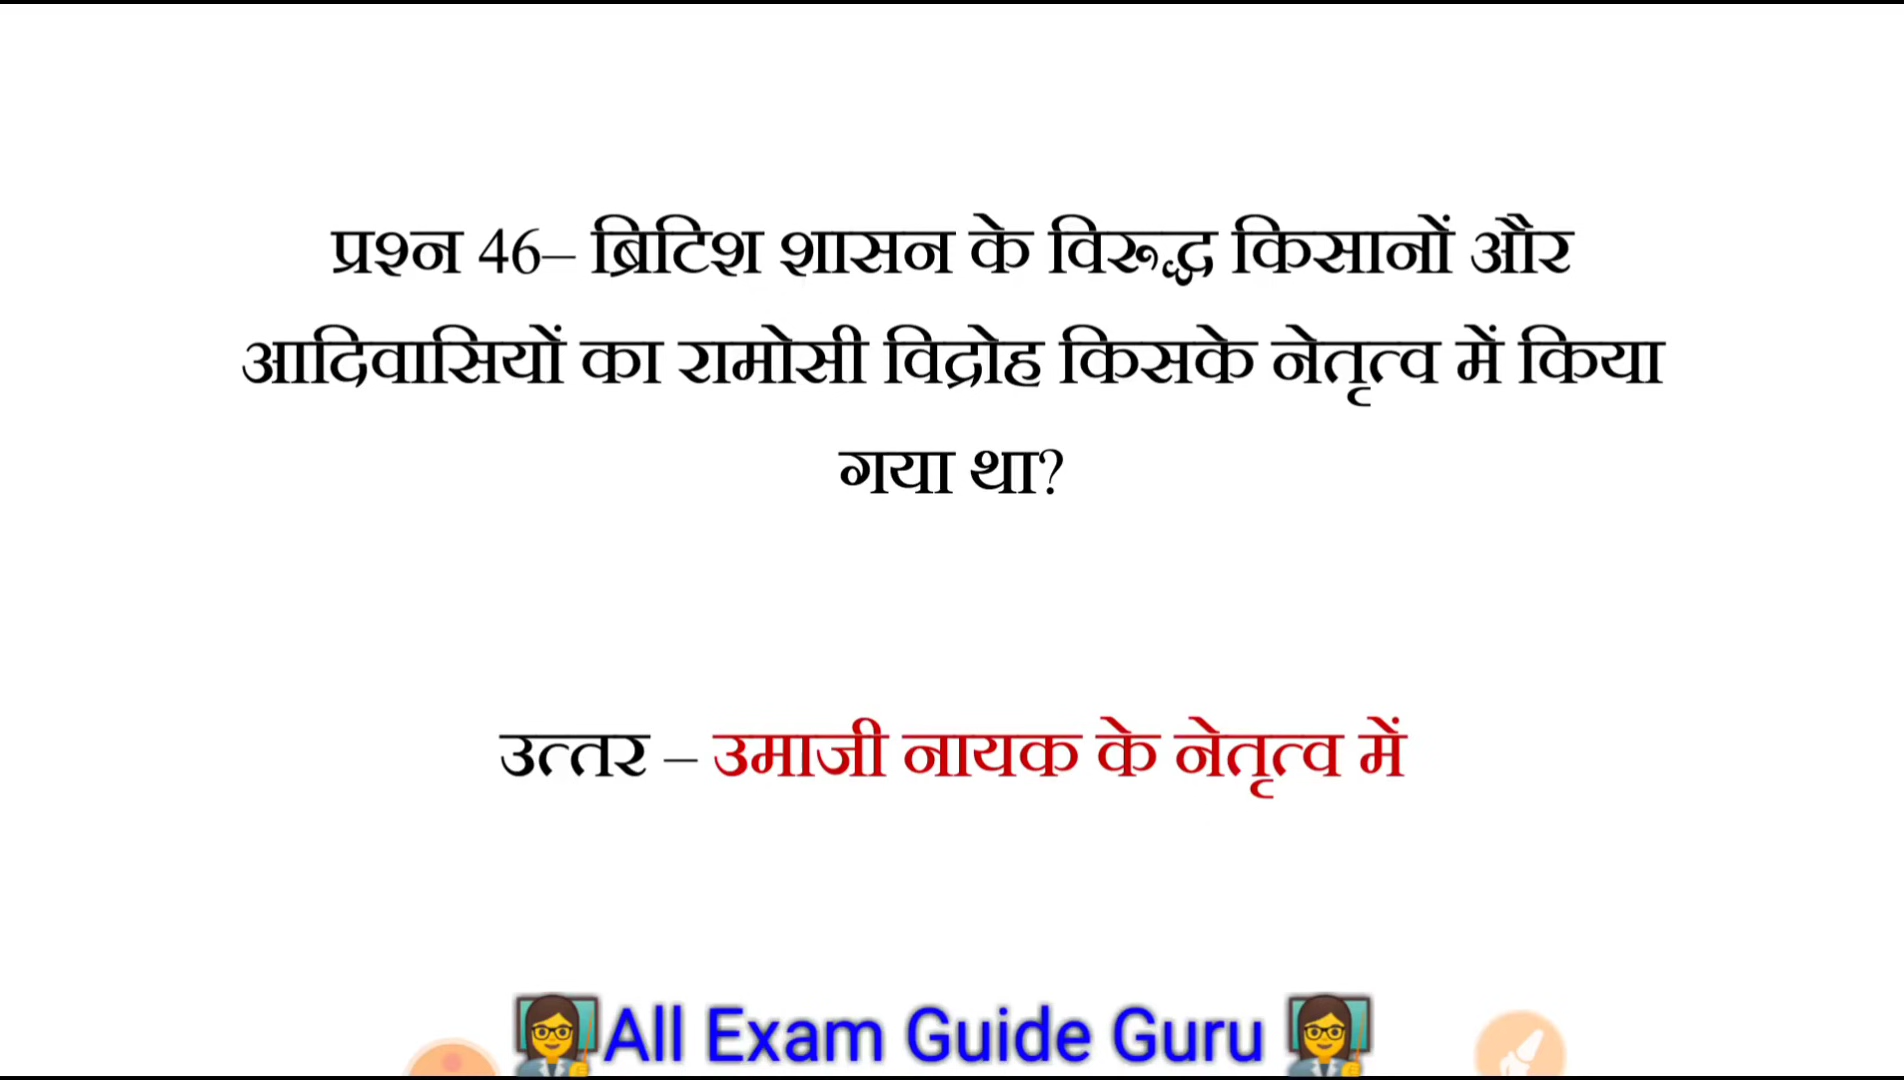 प्रश्न 46– ब्रिटिश शासन के विरूद्ध किसानों और
आदिवासियों का रामोसी विद्रोह किसके नेतृत्व में किया
गया था?
उत्तर – उमाजी नायक के नेतृत्व में
All Exam Guide Guru